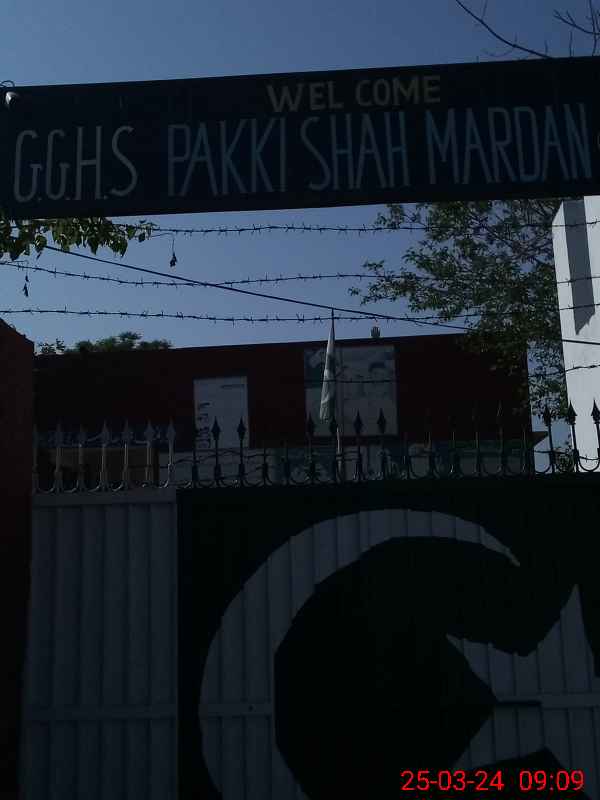 WEL COME
G.G.H.S PAKKI SHAH MARDAN
25-03-24 09:09